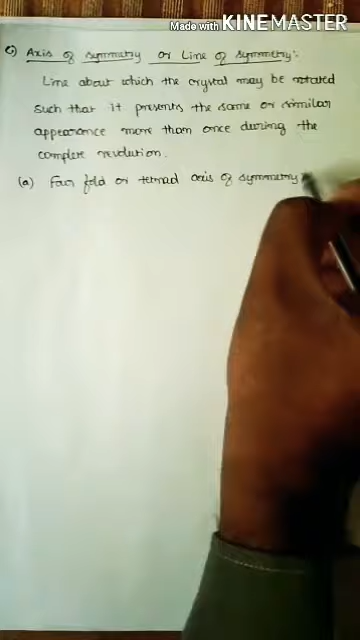 Made with KINEMASTER
c) Axis of symmetry or Line of symmetry:
Line about which the crystal may be rotated
such that it presents the same or similar
appearance more than once during the
complete revolution.
(a) Four fold or tetrad axis of symmetry